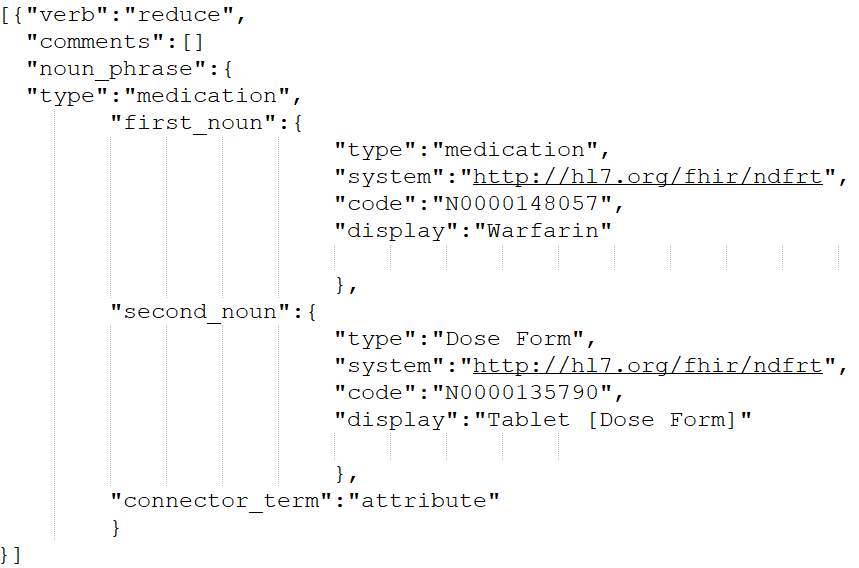 [{"verb":"reduce",
"comments":[]
"noun_phrase":{
"type":"medication",
"first_noun":{
"type":"medication",
"system":"http://hl7.org/fhir/ndfrt",
"code":"N0000148057",
"display":"Warfarin"
},
"second_noun":{
"type":"Dose Form",
"system":"http://hl7.org/fhir/ndfrt",
"code":"N0000135790",
"display":"Tablet [Dose Form]"
},
"connector_term":"attribute"
}
}]